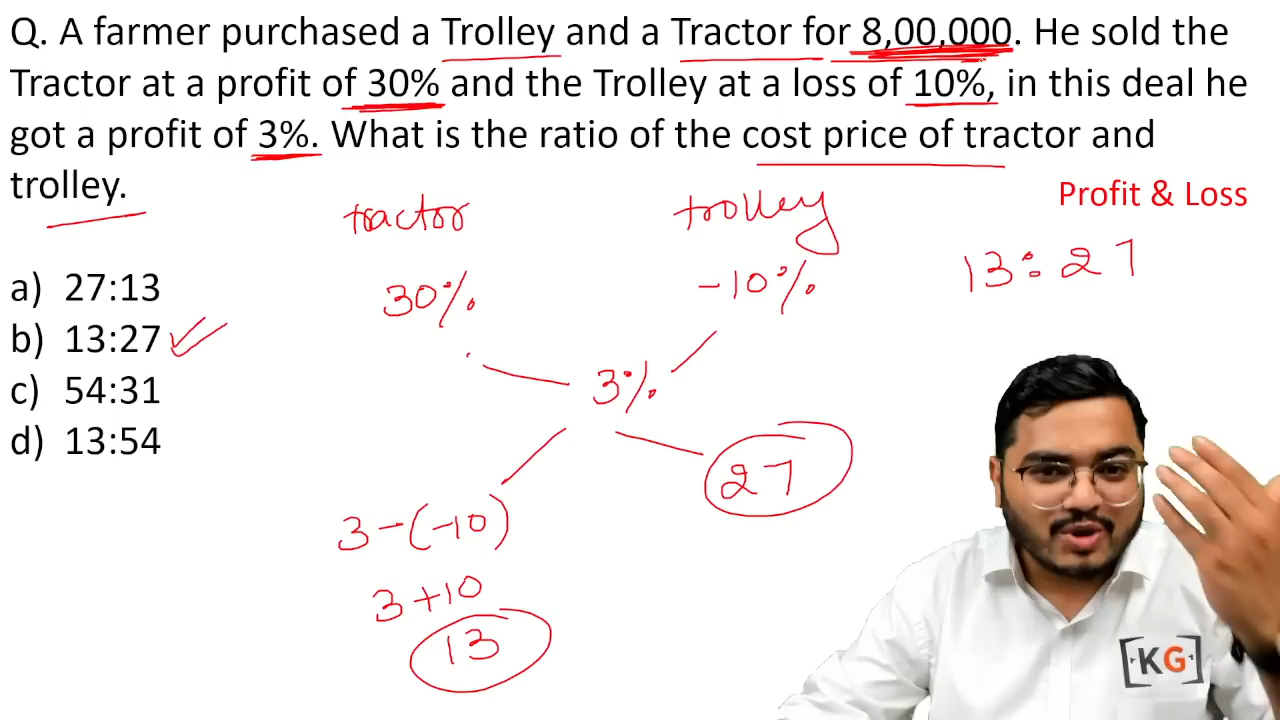 Q. A farmer purchased a Trolley and a Tractor for 8,00,000. He sold the
Tractor at a profit of 30% and the Trolley at a loss of 10%, in this deal he
got a profit of 3%. What is the ratio of the cost price of tractor and
trolley.
Profit & Loss
a) 27:13
b) 13:27
c) 54:31
d) 13:54
tractor
trolley
13:27
30%
-10%
3%
27
3-(-10)
3+10
13
KG